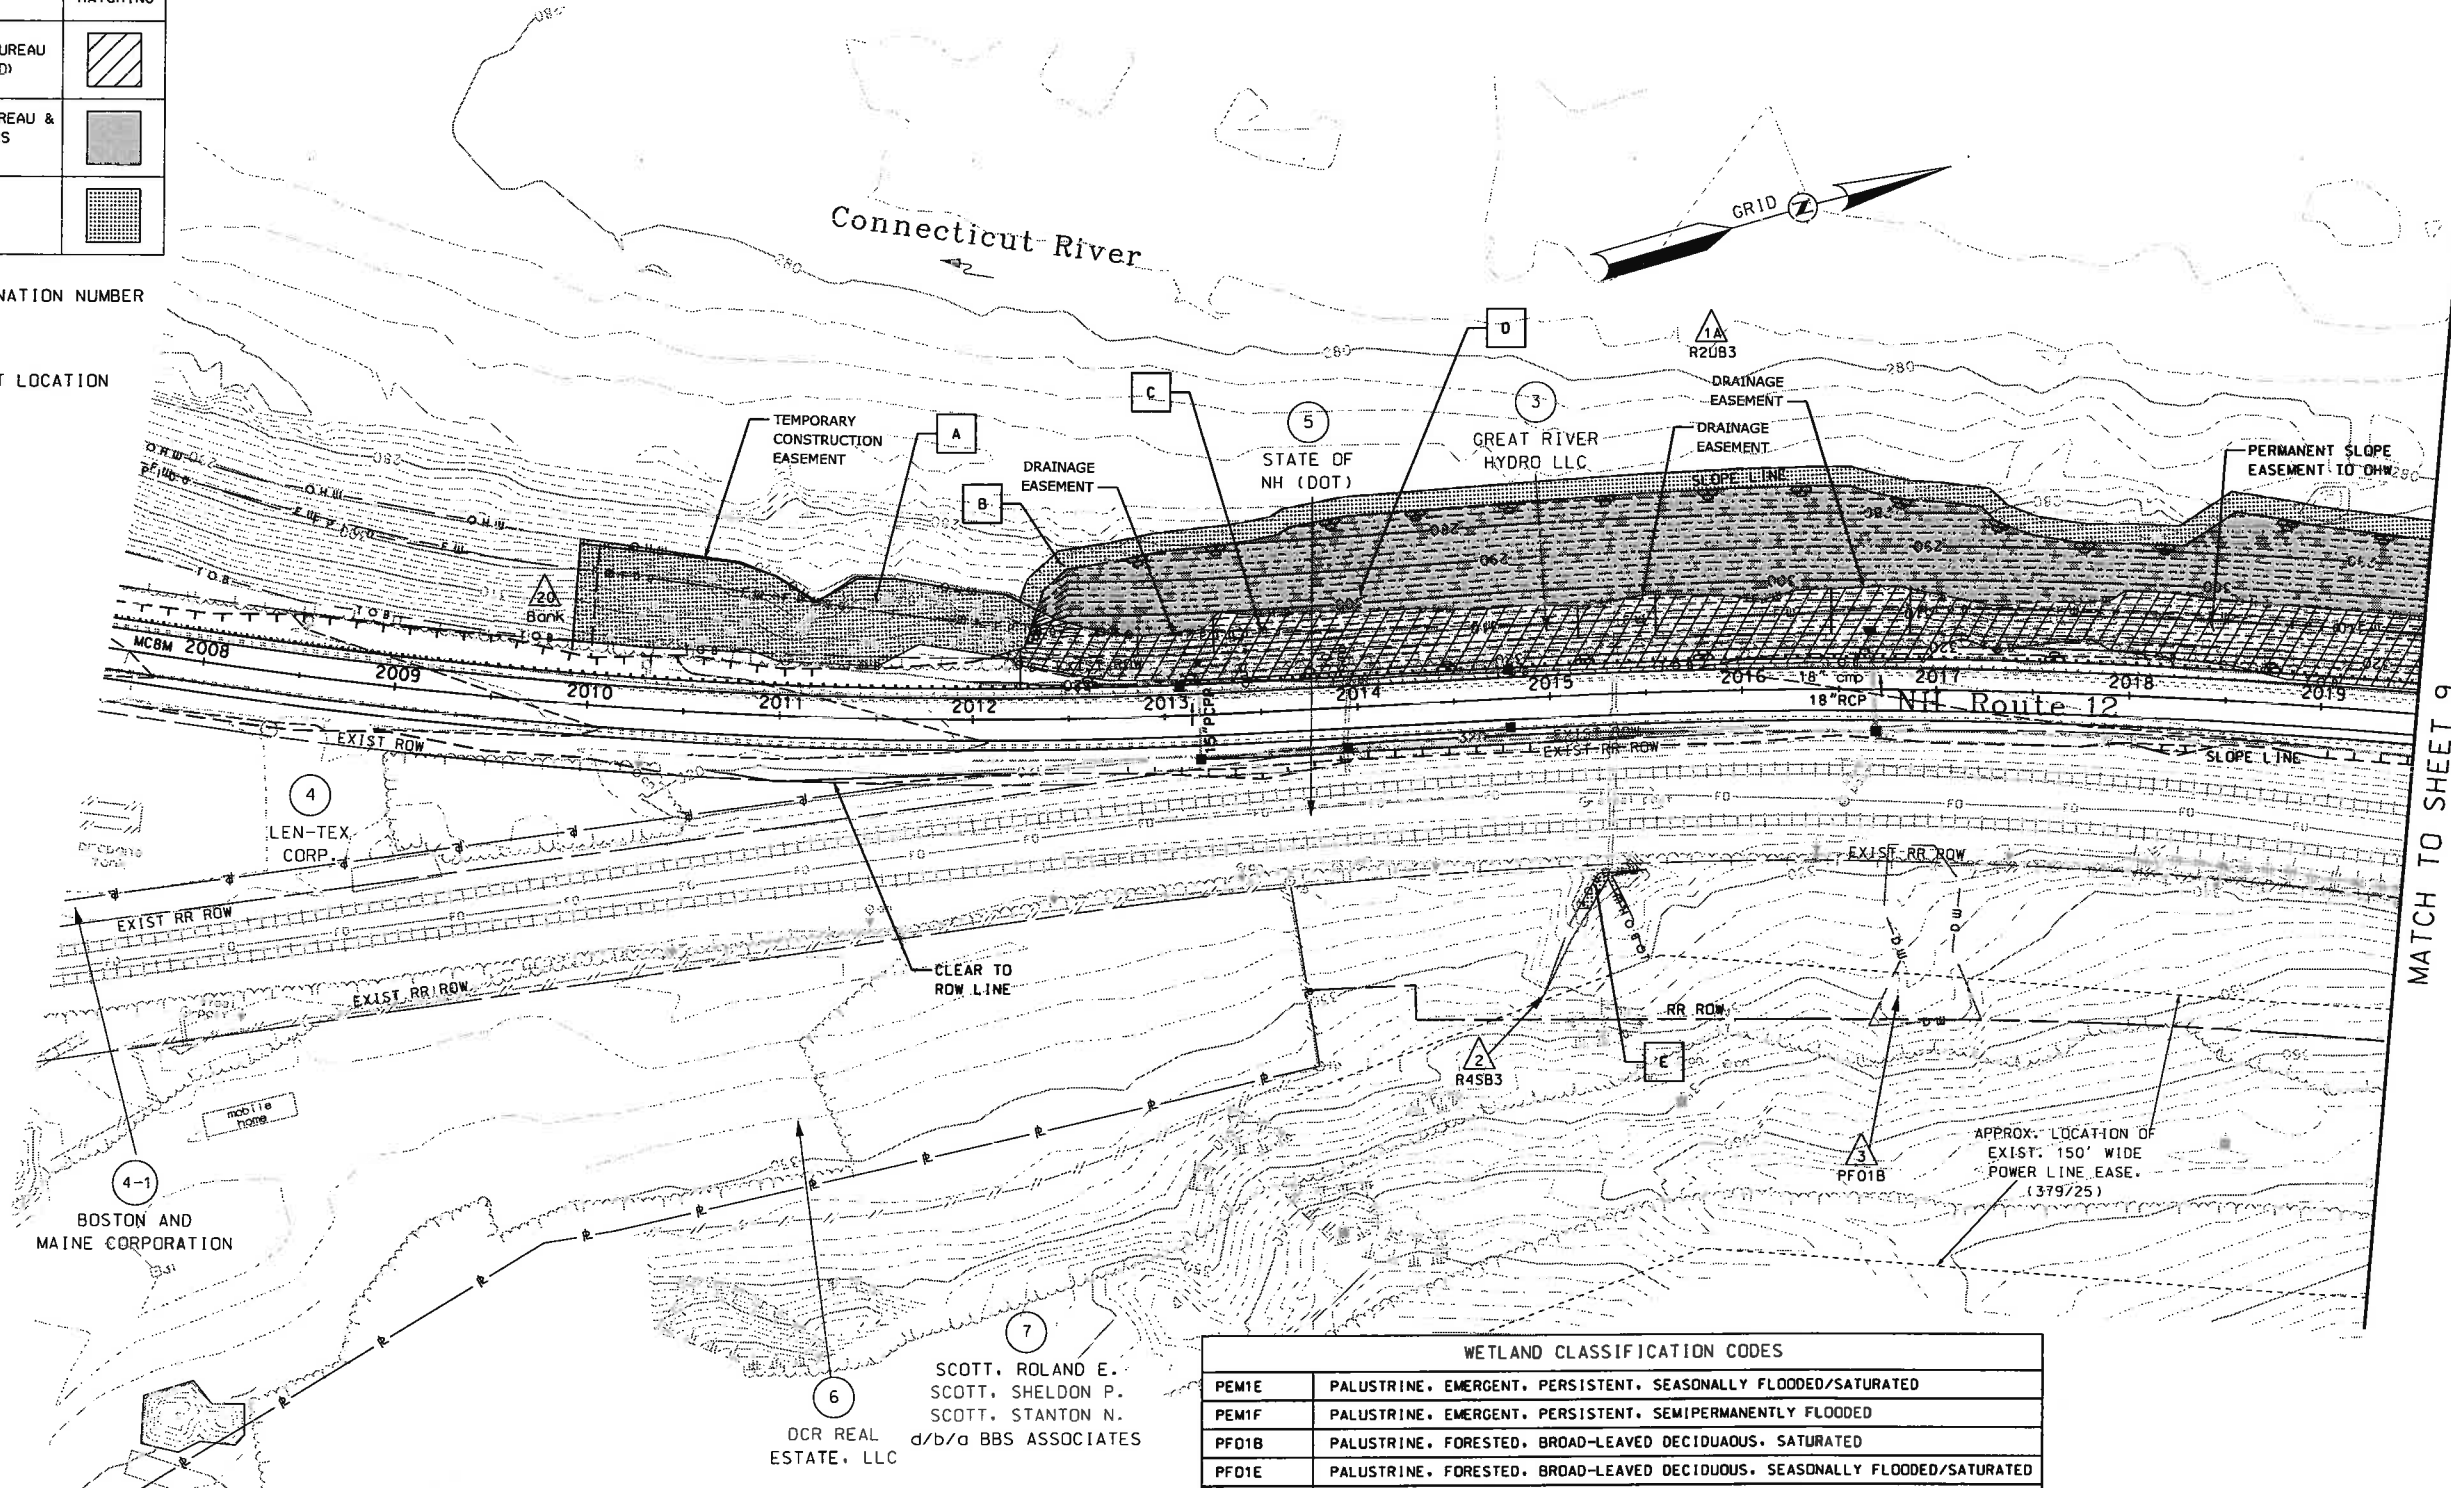 UREAU
D)
REAU &
S
NATION NUMBER
T LOCATION
Connecticut River
GRID
Z
280
280
280
D
1A
R2UB3
C
5
STATE OF
NH (DOT)
3
GREAT RIVER
HYDRO LLC
DRAINAGE
EASEMENT
DRAINAGE
EASEMENT
PERMANENT SLOPE
EASEMENT TO OHW
TEMPORARY
CONSTRUCTION
EASEMENT
A
B
DRAINAGE
EASEMENT
SLOPE LINE
20
Bank
MCBM 2008
2009
2010
2011
2012
2013
2014
2015
2016
2017
2018
2019
18" cmp
18"RCP
NH Route 12
EXIST ROW
EXIST RR ROW
SLOPE LINE
4
LEN-TEX
CORP.
EXIST RR ROW
EXIST RR ROW
EXIST RR ROW
CLEAR TO
ROW LINE
RR ROW
E
2
R4SB3
3
PF01B
APPROX. LOCATION OF
EXIST. 150' WIDE
POWER LINE EASE.
(379/25)
MATCH TO SHEET 9
mobile
home
4-1
BOSTON AND
MAINE CORPORATION
6
DCR REAL
ESTATE, LLC
7
SCOTT, ROLAND E.
SCOTT, SHELDON P.
SCOTT, STANTON N.
d/b/a BBS ASSOCIATES
WETLAND CLASSIFICATION CODES
PEM1E PALUSTRINE, EMERGENT, PERSISTENT, SEASONALLY FLOODED/SATURATED
PEM1F PALUSTRINE, EMERGENT, PERSISTENT, SEMIPERMANENTLY FLOODED
PF01B PALUSTRINE, FORESTED, BROAD-LEAVED DECIDUAOUS, SATURATED
PF01E PALUSTRINE, FORESTED, BROAD-LEAVED DECIDUOUS, SEASONALLY FLOODED/SATURATED